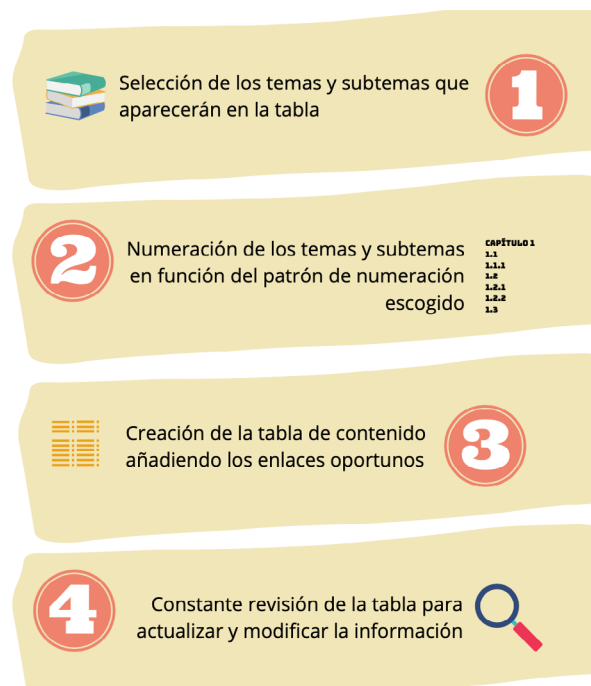 Selección de los temas y subtemas que
aparecerán en la tabla
1
2
Numeración de los temas y subtemas
en función del patrón de numeración
escogido
CAPÍTULO 1
1.1
1.1.1
1.2
1.2.1
1.2.2
1.3
Creación de la tabla de contenido
añadiendo los enlaces oportunos
3
4
Constante revisión de la tabla para
actualizar y modificar la información